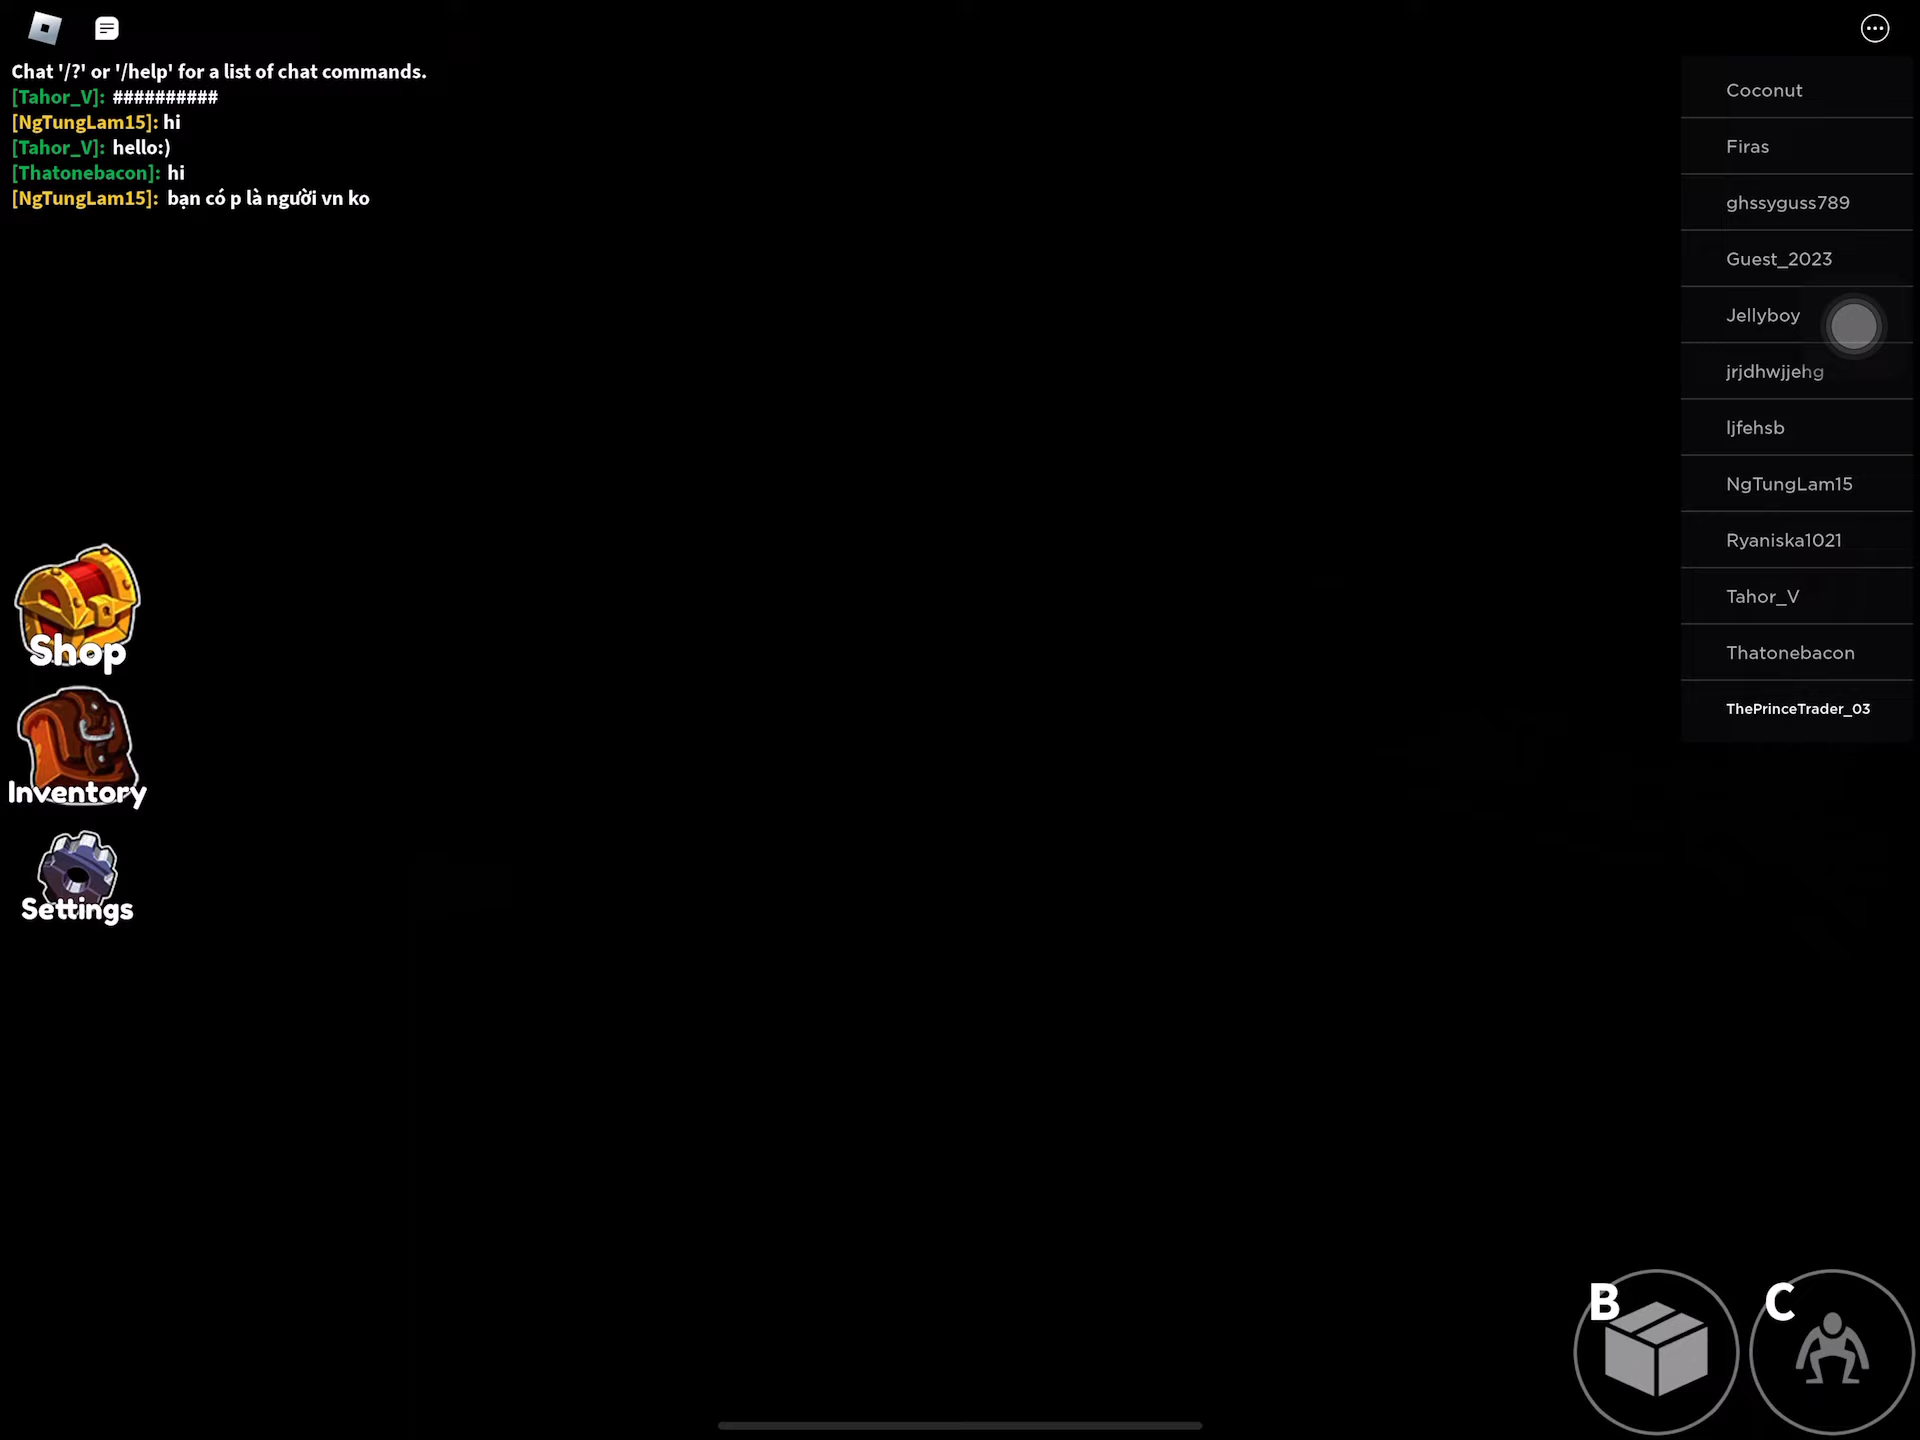 Chat '/?' or '/help' for a list of chat commands.
[Tahor_V]: ##########
[NgTungLam15]: hi
[Tahor_V]: hello:)
[Thatonebacon]: hi
[NgTungLam15]: bạn có p là người vn ko
Coconut
Firas
ghssyguss789
Guest_2023
Jellyboy
jrjdhwjjehg
ljfehsb
NgTungLam15
Ryaniska1021
Tahor_V
Thatonebacon
ThePrinceTrader_03
Shop
Inventory
Settings
B
C